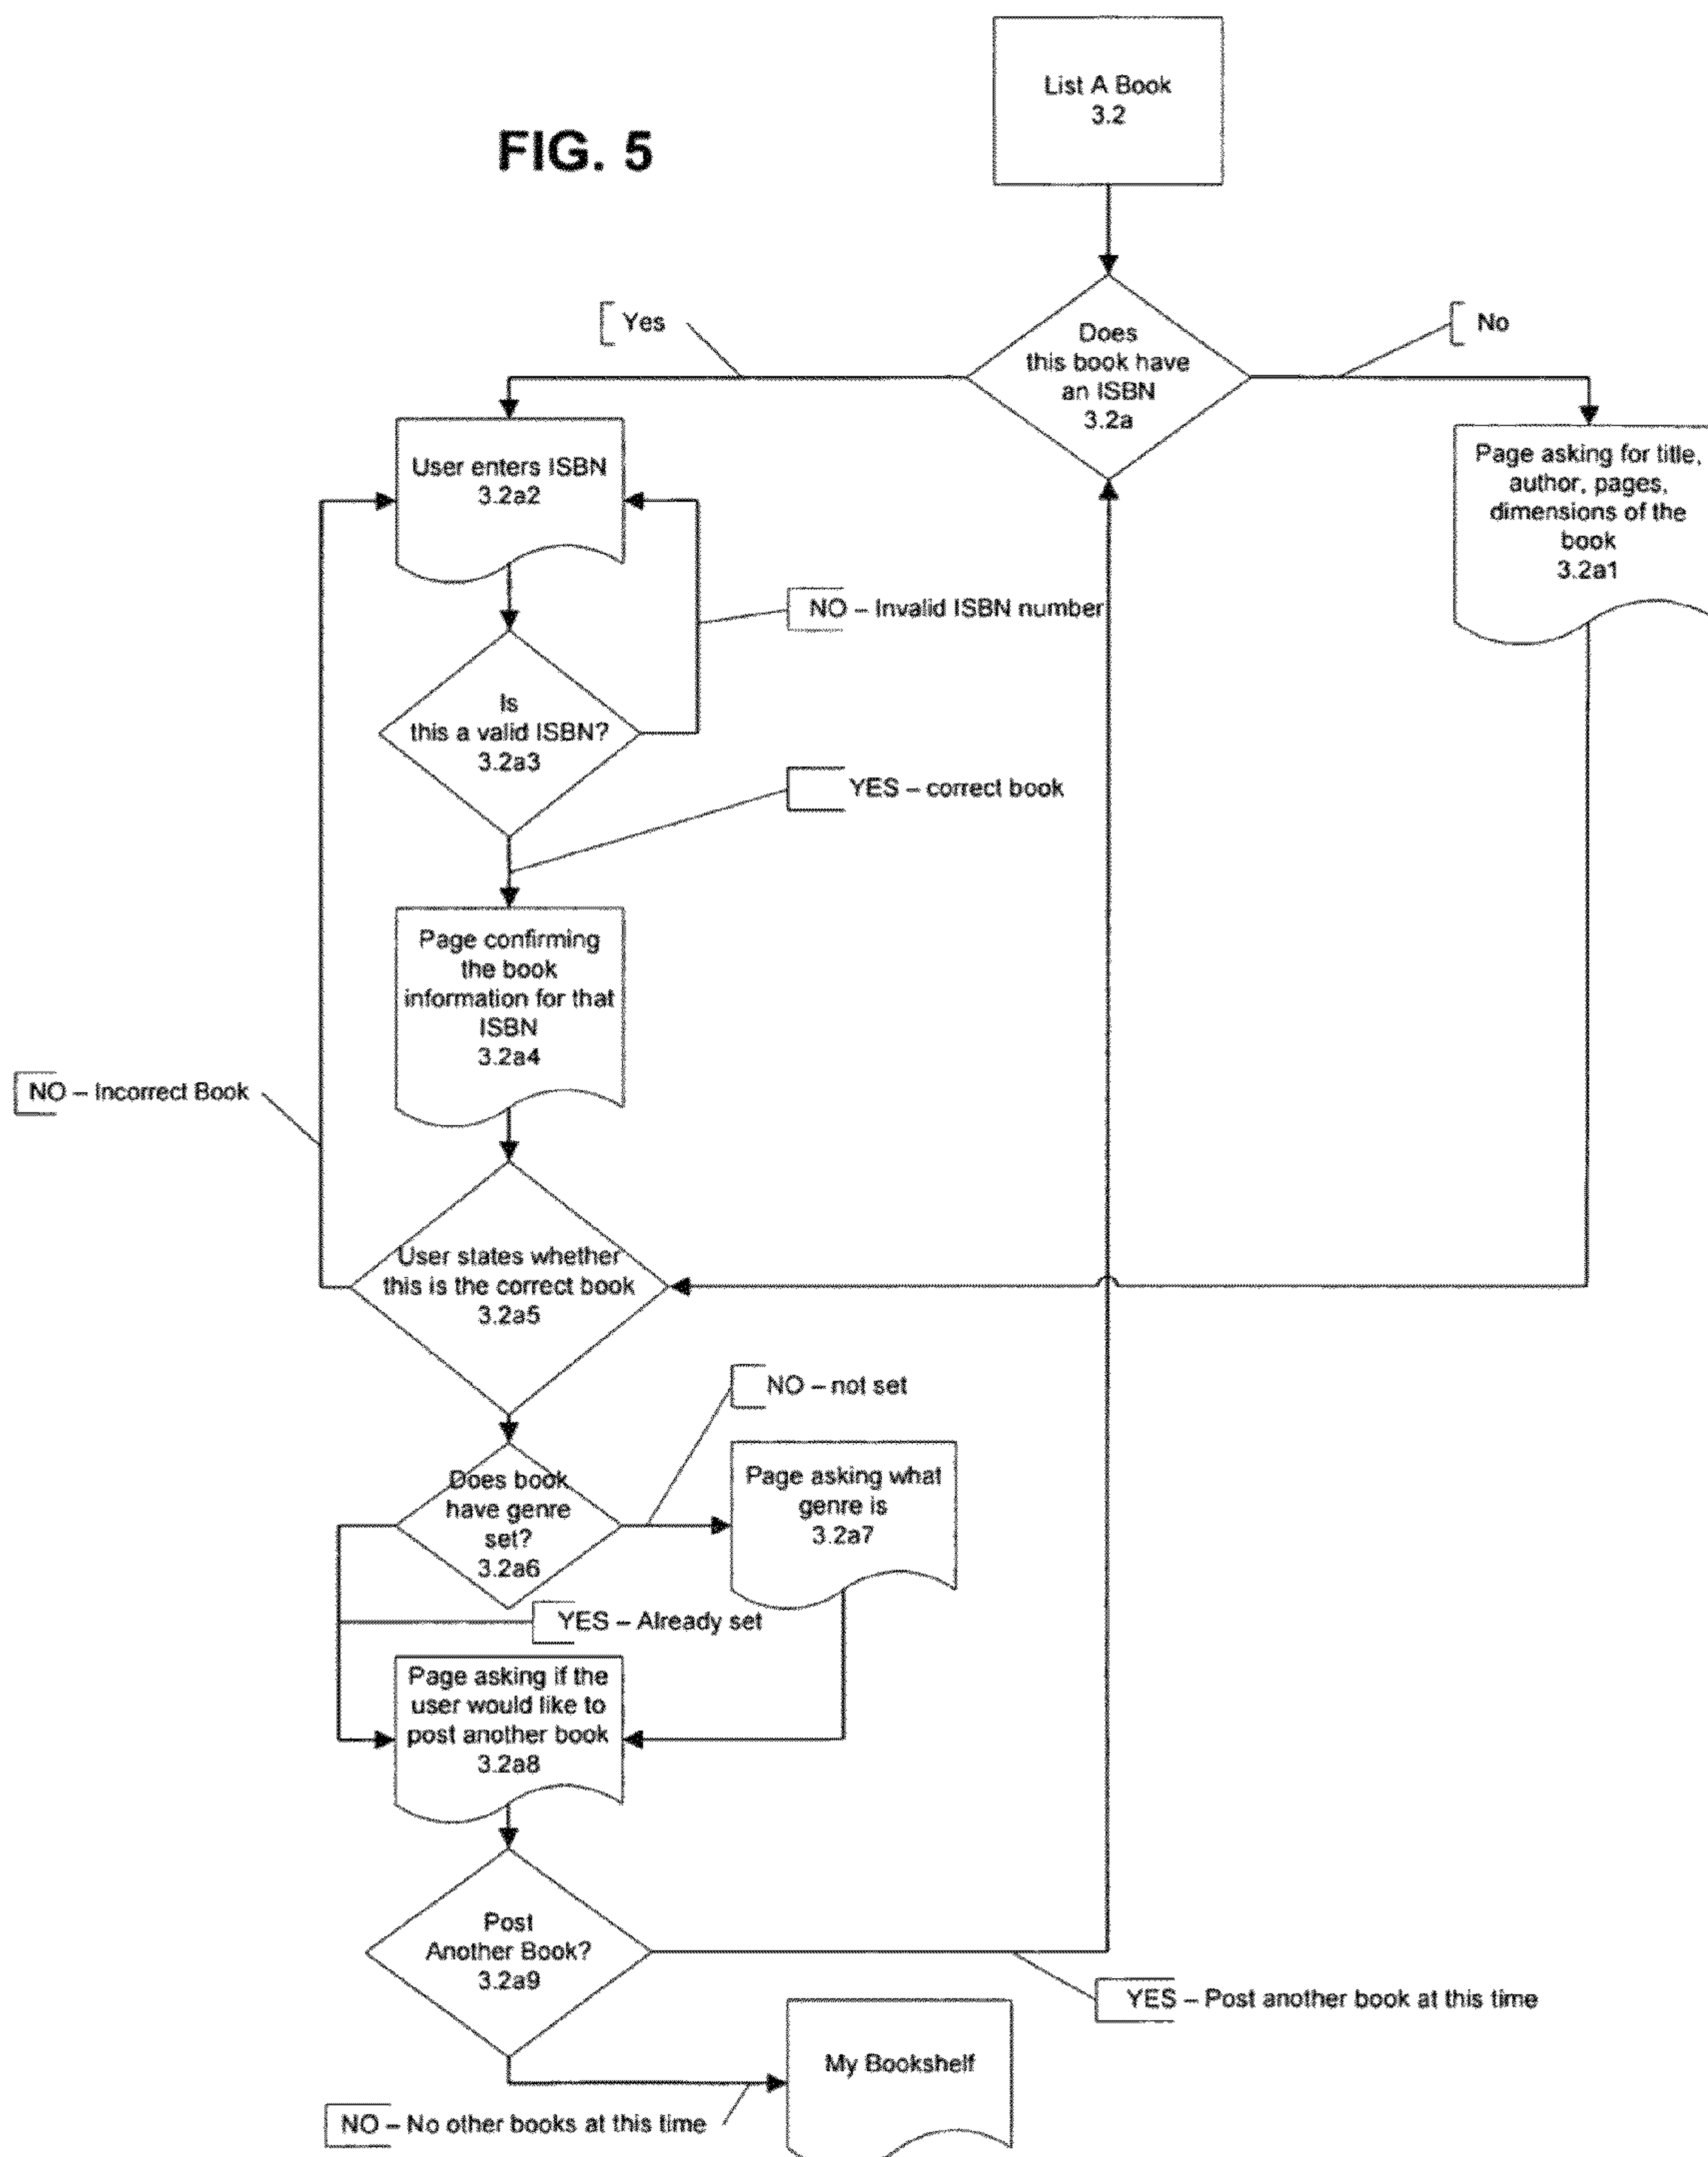 List A Book
3.2
FIG. 5
Yes
Does
this book have
an ISBN
3.2a
No
User enters ISBN
3.2a2
Page asking for title,
author, pages,
dimensions of the
book
3.2a1
NO – Invalid ISBN number
Is
this a valid ISBN?
3.2a3
YES – correct book
Page confirming
the book
information for that
ISBN
3.2a4
NO – Incorrect Book
User states whether
this is the correct book
3.2a5
NO – not set
Does book
have genre
set?
3.2a6
Page asking what
genre is
3.2a7
YES – Already set
Page asking if the
user would like to
post another book
3.2a8
Post
Another Book?
3.2a9
YES – Post another book at this time
My Bookshelf
NO – No other books at this time